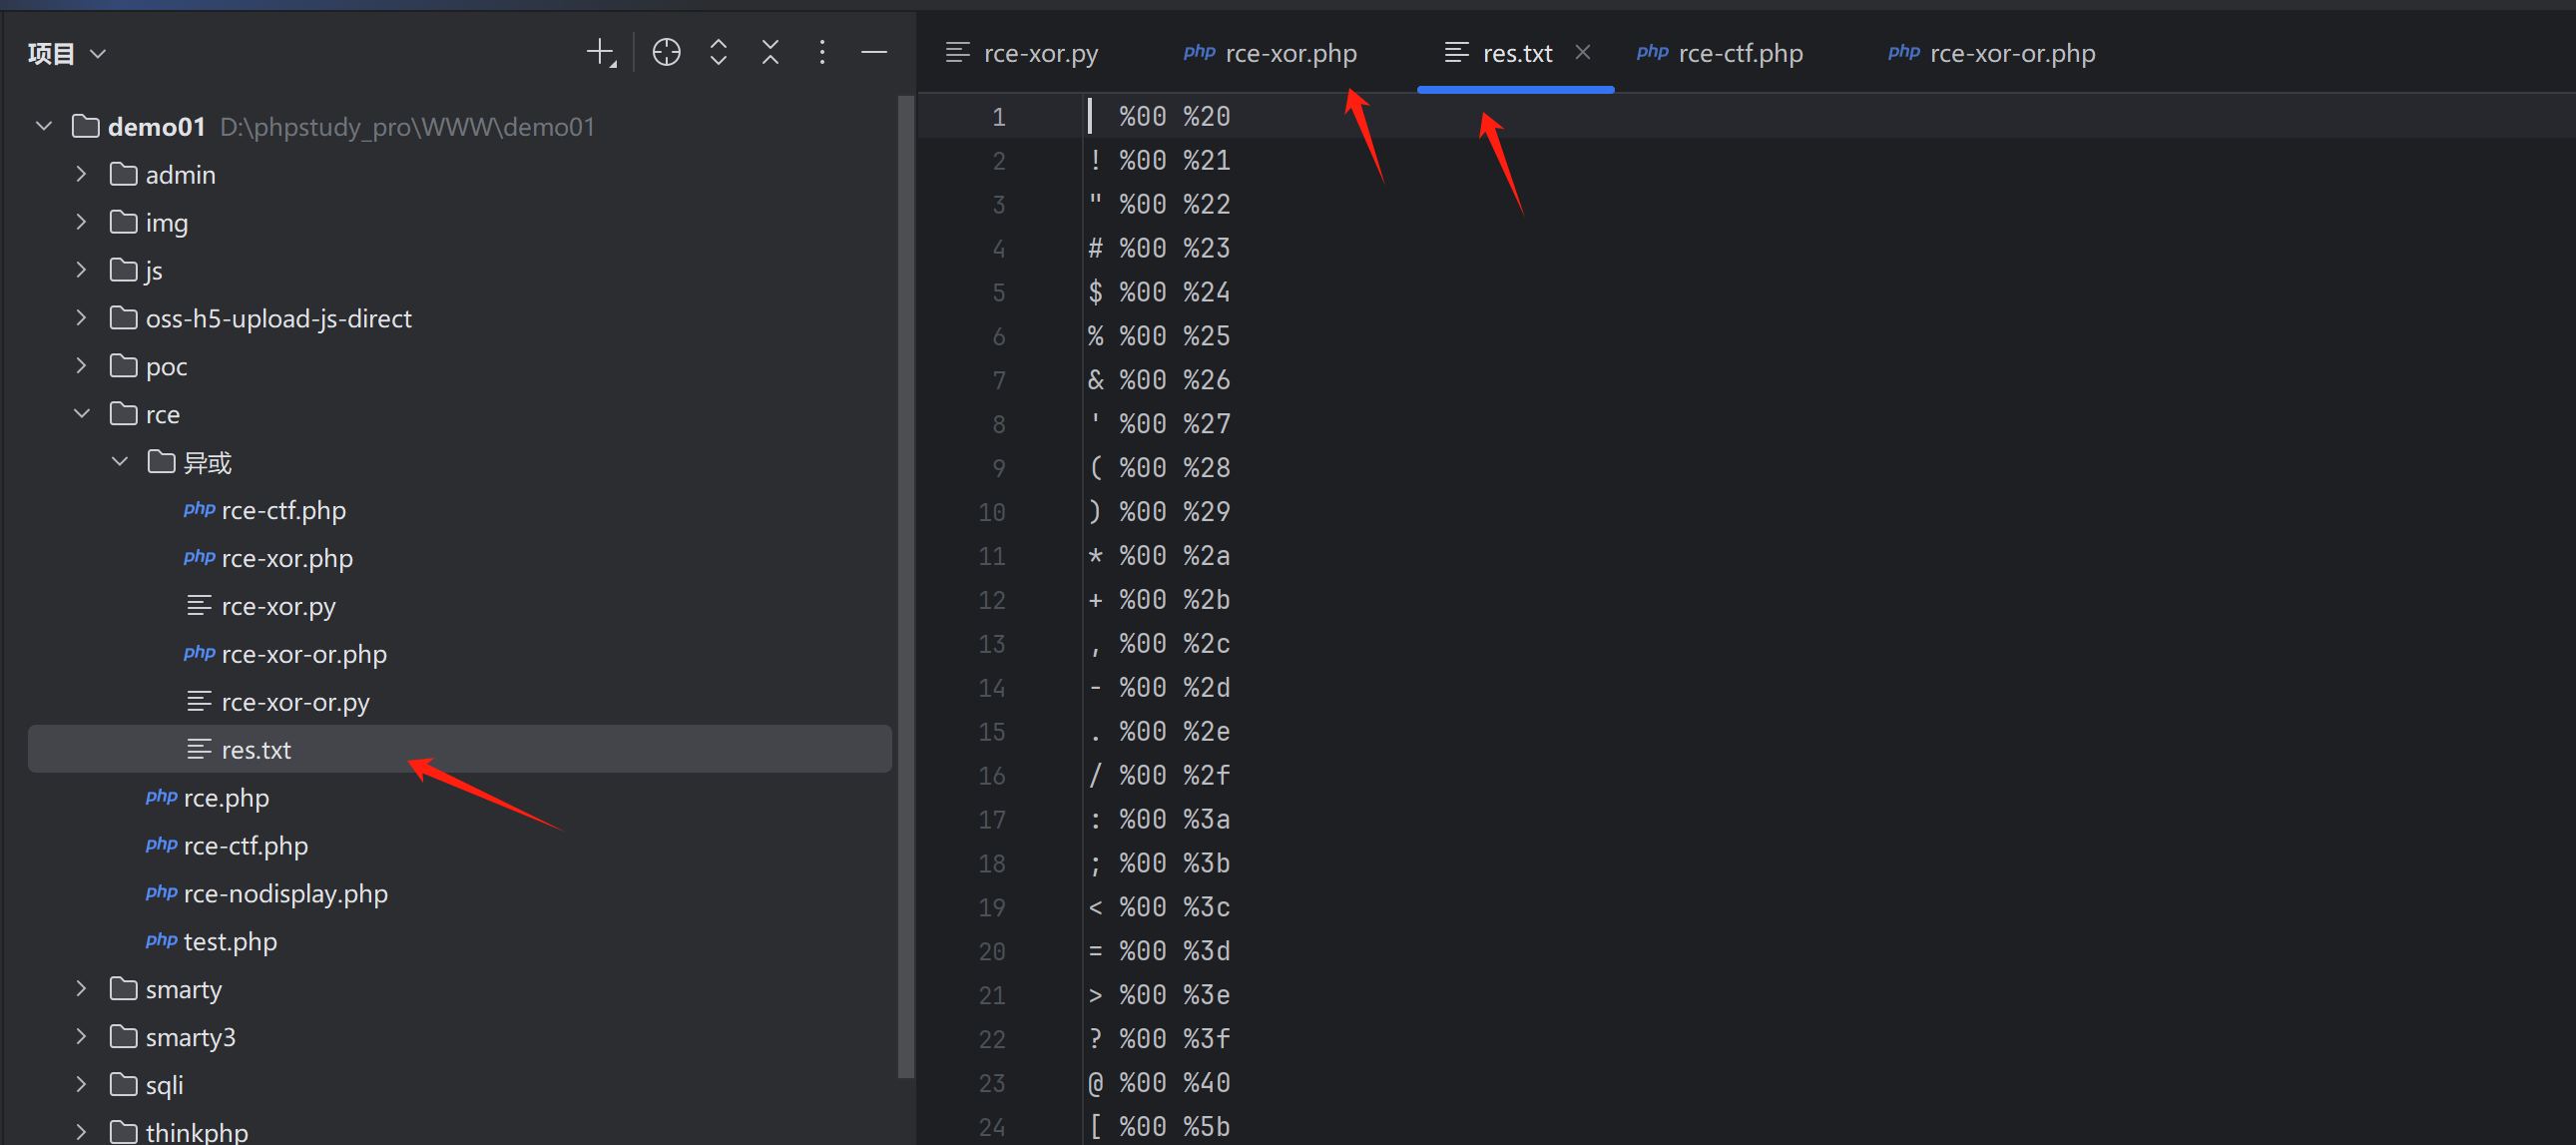 项目
demo01 D:\phpstudy_pro\WWW\demo01
admin
img
js
oss-h5-upload-js-direct
poc
rce
异或
php rce-ctf.php
php rce-xor.php
rce-xor.py
php rce-xor-or.php
rce-xor-or.py
res.txt
php rce.php
php rce-ctf.php
php rce-nodisplay.php
php test.php
smarty
smarty3
sqli
thinkphp
rce-xor.py php rce-xor.php res.txt php rce-ctf.php php rce-xor-or.php
1 %00 %20
2 ! %00 %21
3 " %00 %22
4 # %00 %23
5 $ %00 %24
6 % %00 %25
7 & %00 %26
8 ' %00 %27
9 ( %00 %28
10 ) %00 %29
11 * %00 %2a
12 + %00 %2b
13 , %00 %2c
14 - %00 %2d
15 . %00 %2e
16 / %00 %2f
17 : %00 %3a
18 ; %00 %3b
19 < %00 %3c
20 = %00 %3d
21 > %00 %3e
22 ? %00 %3f
23 @ %00 %40
24 [ %00 %5b